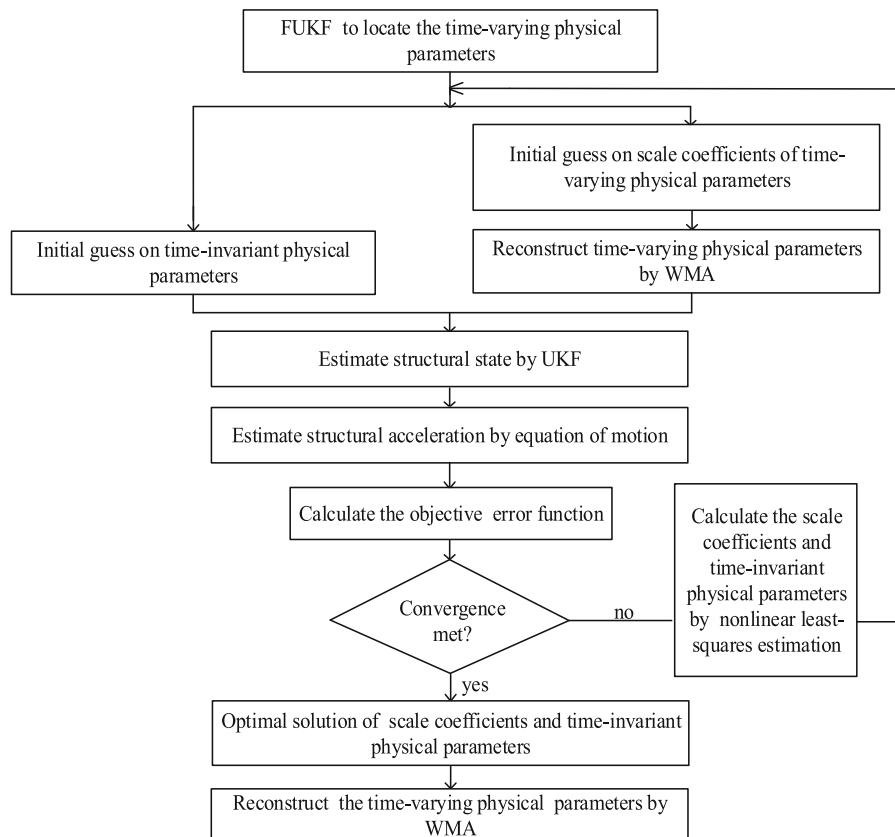 FUKF to locate the time-varying physical
parameters
Initial guess on scale coefficients of time-
varying physical parameters
Initial guess on time-invariant physical
parameters
Reconstruct time-varying physical parameters
by WMA
Estimate structural state by UKF
Estimate structural acceleration by equation of motion
Calculate the objective error function
Calculate the scale
coefficients and
time-invariant
physical parameters
by nonlinear least-
squares estimation
Convergence
met?
no
yes
Optimal solution of scale coefficients and time-invariant
physical parameters
Reconstruct the time-varying physical parameters by
WMA